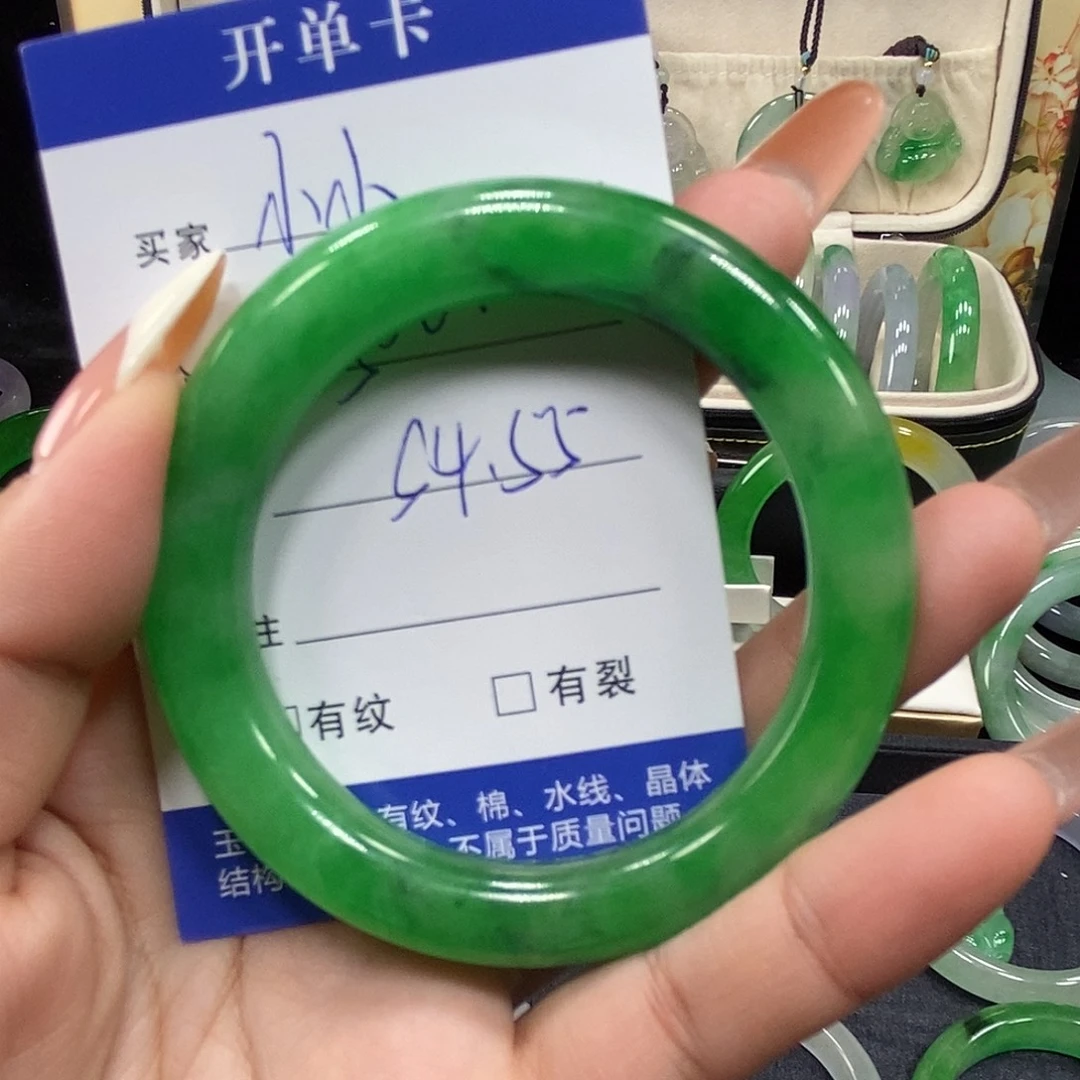 开单卡
买家
54.55
主
有纹 有裂
有纹、棉、水线、晶体
玉 不属于质量问题
结构